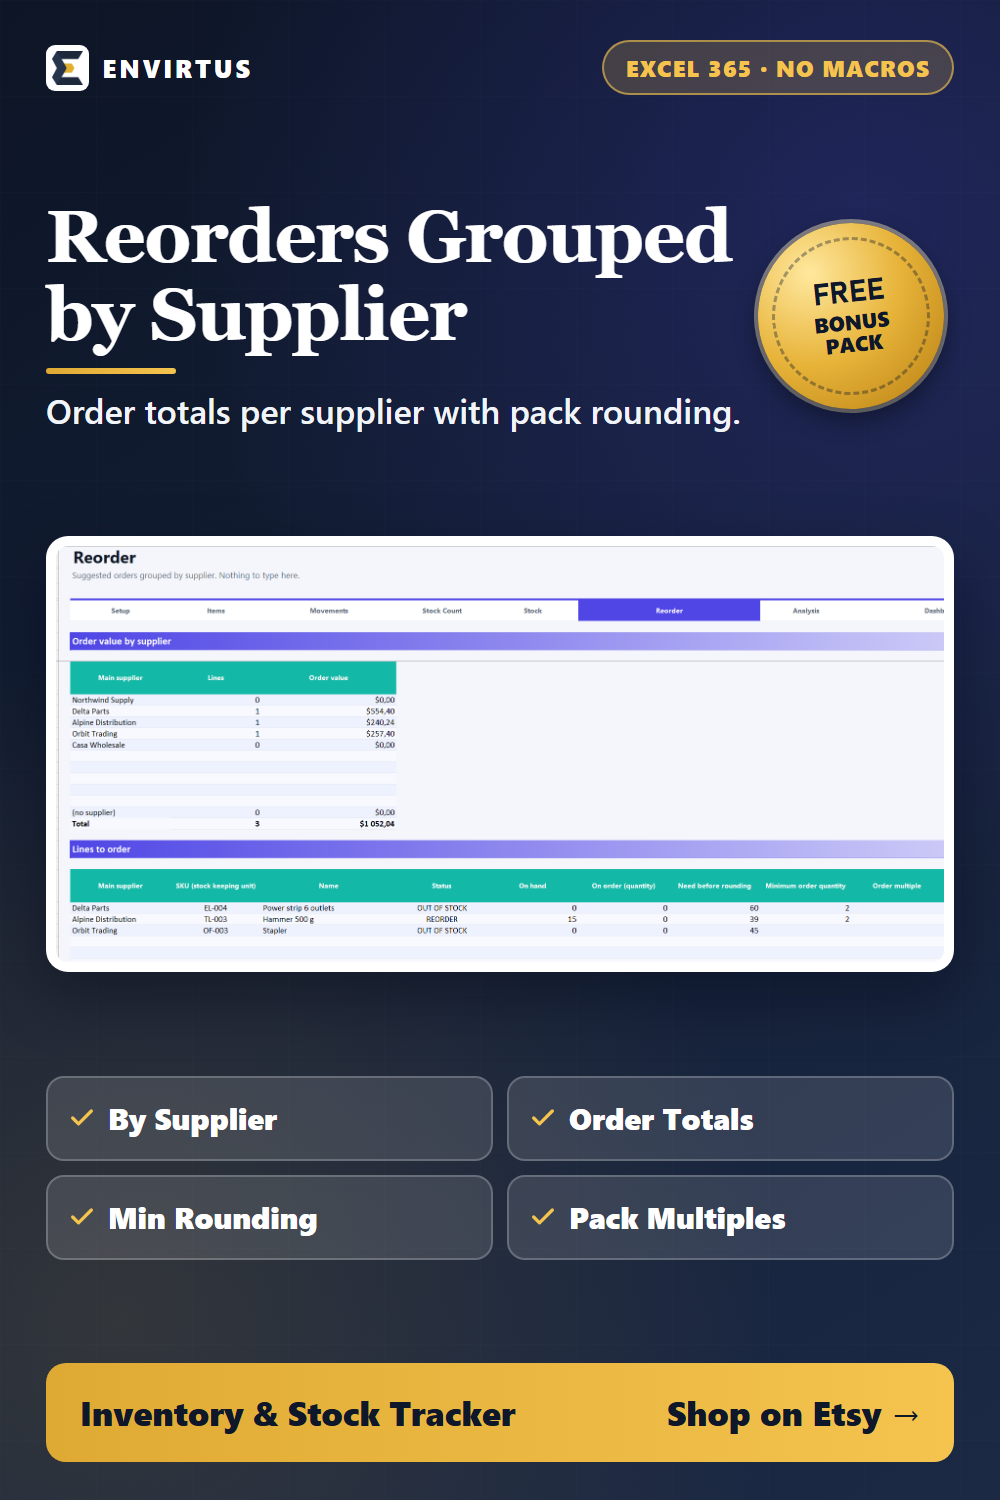 ENVIRTUS
EXCEL 365 · NO MACROS
Reorders Grouped
by Supplier
FREE
BONUS
PACK
Order totals per supplier with pack rounding.
Reorder
Suggested orders grouped by supplier. Nothing to type here.
Setup Items Movements Stock Count Stock Reorder Analysis Dashb
Order value by supplier
Main supplier Lines Order value
Northwind Supply 0 $0,00
Delta Parts 1 $554,40
Alpine Distribution 1 $240,24
Orbit Trading 1 $257,40
Casa Wholesale 0 $0,00
(no supplier) 0 $0,00
Total 3 $1 052,04
Lines to order
Main supplier SKU (stock keeping unit) Name Status On hand On order (quantity) Need before rounding Minimum order quantity Order multiple
Delta Parts EL-004 Power strip 6 outlets OUT OF STOCK 0 0 60 2
Alpine Distribution TL-003 Hammer 500 g REORDER 15 0 39 2
Orbit Trading OF-003 Stapler OUT OF STOCK 0 0 45
By Supplier
Order Totals
Min Rounding
Pack Multiples
Inventory & Stock Tracker
Shop on Etsy →